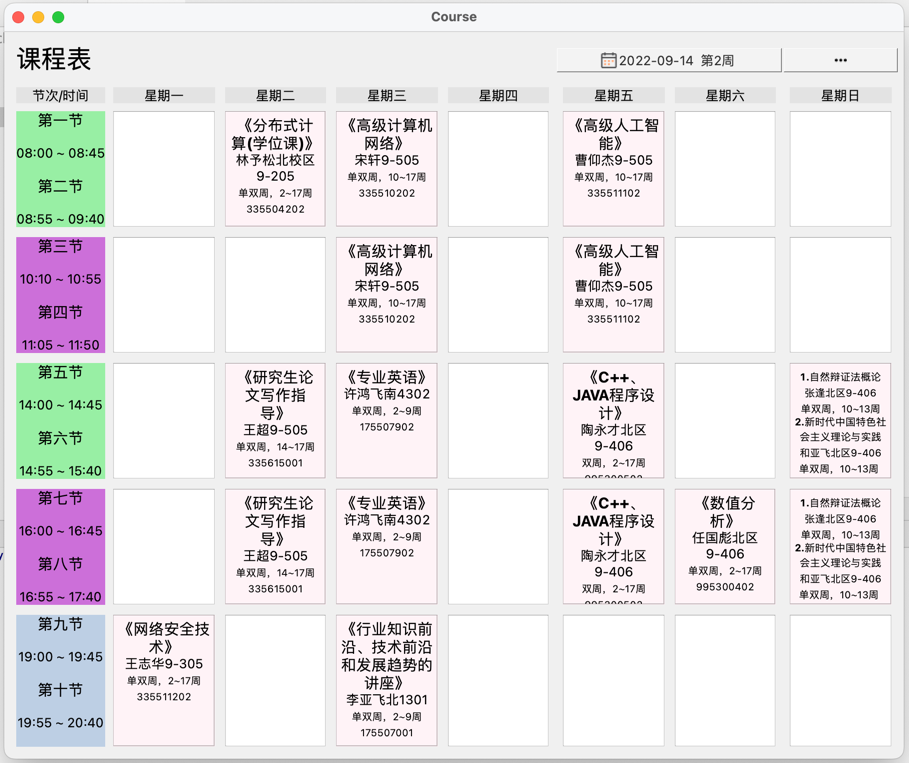 Course
课程表
2022-09-14 第2周
•••
节次/时间 星期一 星期二 星期三 星期四 星期五 星期六 星期日
第一节
08:00 ~ 08:45
第二节
08:55 ~ 09:40
《分布式计
算(学位课)》
林予松北校区
9-205
单双周，2~17周
335504202
《高级计算机
网络》
宋轩9-505
单双周，10~17周
335510202
《高级人工智
能》
曹仰杰9-505
单双周，10~17周
335511102
第三节
10:10 ~ 10:55
第四节
11:05 ~ 11:50
《高级计算机
网络》
宋轩9-505
单双周，10~17周
335510202
《高级人工智
能》
曹仰杰9-505
单双周，10~17周
335511102
第五节
14:00 ~ 14:45
第六节
14:55 ~ 15:40
《研究生论
文写作指
导》
王超9-505
单双周，14~17周
335615001
《专业英语》
许鸿飞南4302
单双周，2~9周
175507902
《C++、
JAVA程序设
计》
陶永才北区
9-406
双周，2~17周
1.自然辩证法概论
张逢北区9-406
单双周，10~13周
2.新时代中国特色社
会主义理论与实践
和亚飞北区9-406
单双周，10~13周
第七节
16:00 ~ 16:45
第八节
16:55 ~ 17:40
《研究生论
文写作指
导》
王超9-505
单双周，14~17周
335615001
《专业英语》
许鸿飞南4302
单双周，2~9周
175507902
《C++、
JAVA程序设
计》
陶永才北区
9-406
双周，2~17周
《数值分
析》
任国彪北区
9-406
单双周，2~17周
995300402
1.自然辩证法概论
张逢北区9-406
单双周，10~13周
2.新时代中国特色社
会主义理论与实践
和亚飞北区9-406
单双周，10~13周
第九节
19:00 ~ 19:45
第十节
19:55 ~ 20:40
《网络安全技
术》
王志华9-305
单双周，2~17周
335511202
《行业知识前
沿、技术前沿
和发展趋势的
讲座》
李亚飞北1301
单双周，2~9周
175507001